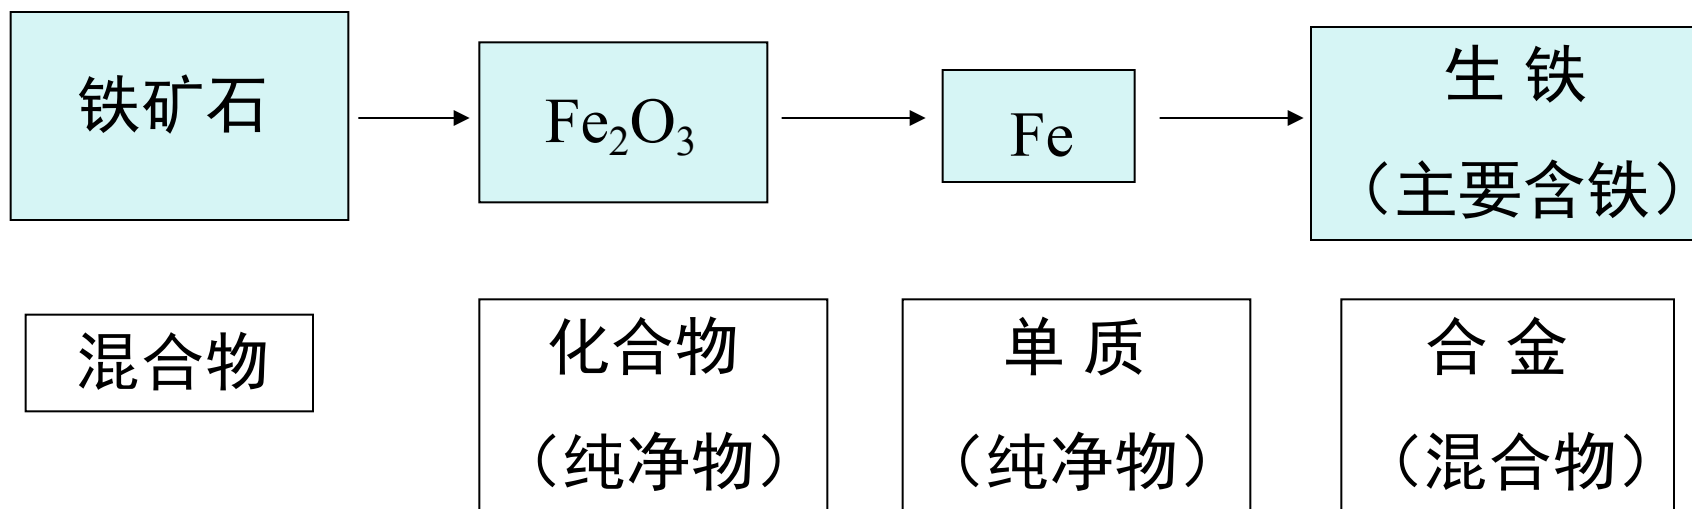 铁矿石
Fe₂O₃
Fe
生 铁
（主要含铁）
混合物
化合物
（纯净物）
单 质
（纯净物）
合 金
（混合物）